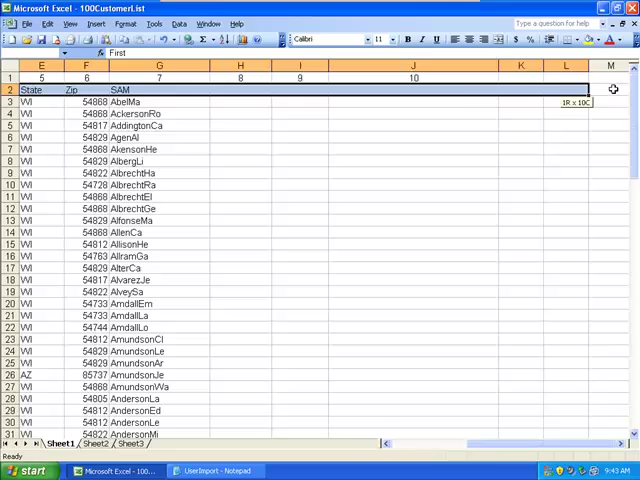 Microsoft Excel - 100CustomerList
File Edit View Insert Format Tools Data Window Help
Type a question for help
Calibri 11 B I U $ % , A
fx First
E F G H I J K L M
1 5 6 7 8 9 10
2 State Zip SAM
3 WI 54868 AbelMa
4 WI 54868 AckersonRo
5 WI 54817 AddingtonCa
6 WI 54829 AgenAl
7 WI 54868 AkensonHe
8 WI 54829 AlbergLi
9 WI 54822 AlbrechtHa
10 WI 54728 AlbrechtRa
11 WI 54868 AlbrechtEl
12 WI 54868 AlbrechtGe
13 WI 54829 AlfonseMa
14 WI 54868 AllenCa
15 WI 54812 AllisonHe
16 WI 54763 AllramGa
17 WI 54829 AlterCa
18 WI 54817 AlvarezJe
19 WI 54822 AlveySa
20 WI 54733 AmdallEm
21 WI 54733 AmdallLa
22 WI 54744 AmdallLo
23 WI 54812 AmundsonCl
24 WI 54829 AmundsonLe
25 WI 54829 AmundsonAr
26 AZ 85737 AmundsonJe
27 WI 54868 AmundsonWa
28 WI 54805 AndersonLa
29 WI 54812 AndersonEd
30 WI 54812 AndersonLe
31 WI 54822 AndersonMi
1R x 10C
Sheet1 Sheet2 Sheet3
Ready
start Microsoft Excel - 100... UserImport - Notepad 9:43 AM